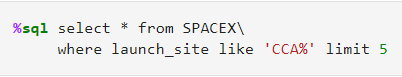 %sql select * from SPACEX\
where launch_site like 'CCA%' limit 5